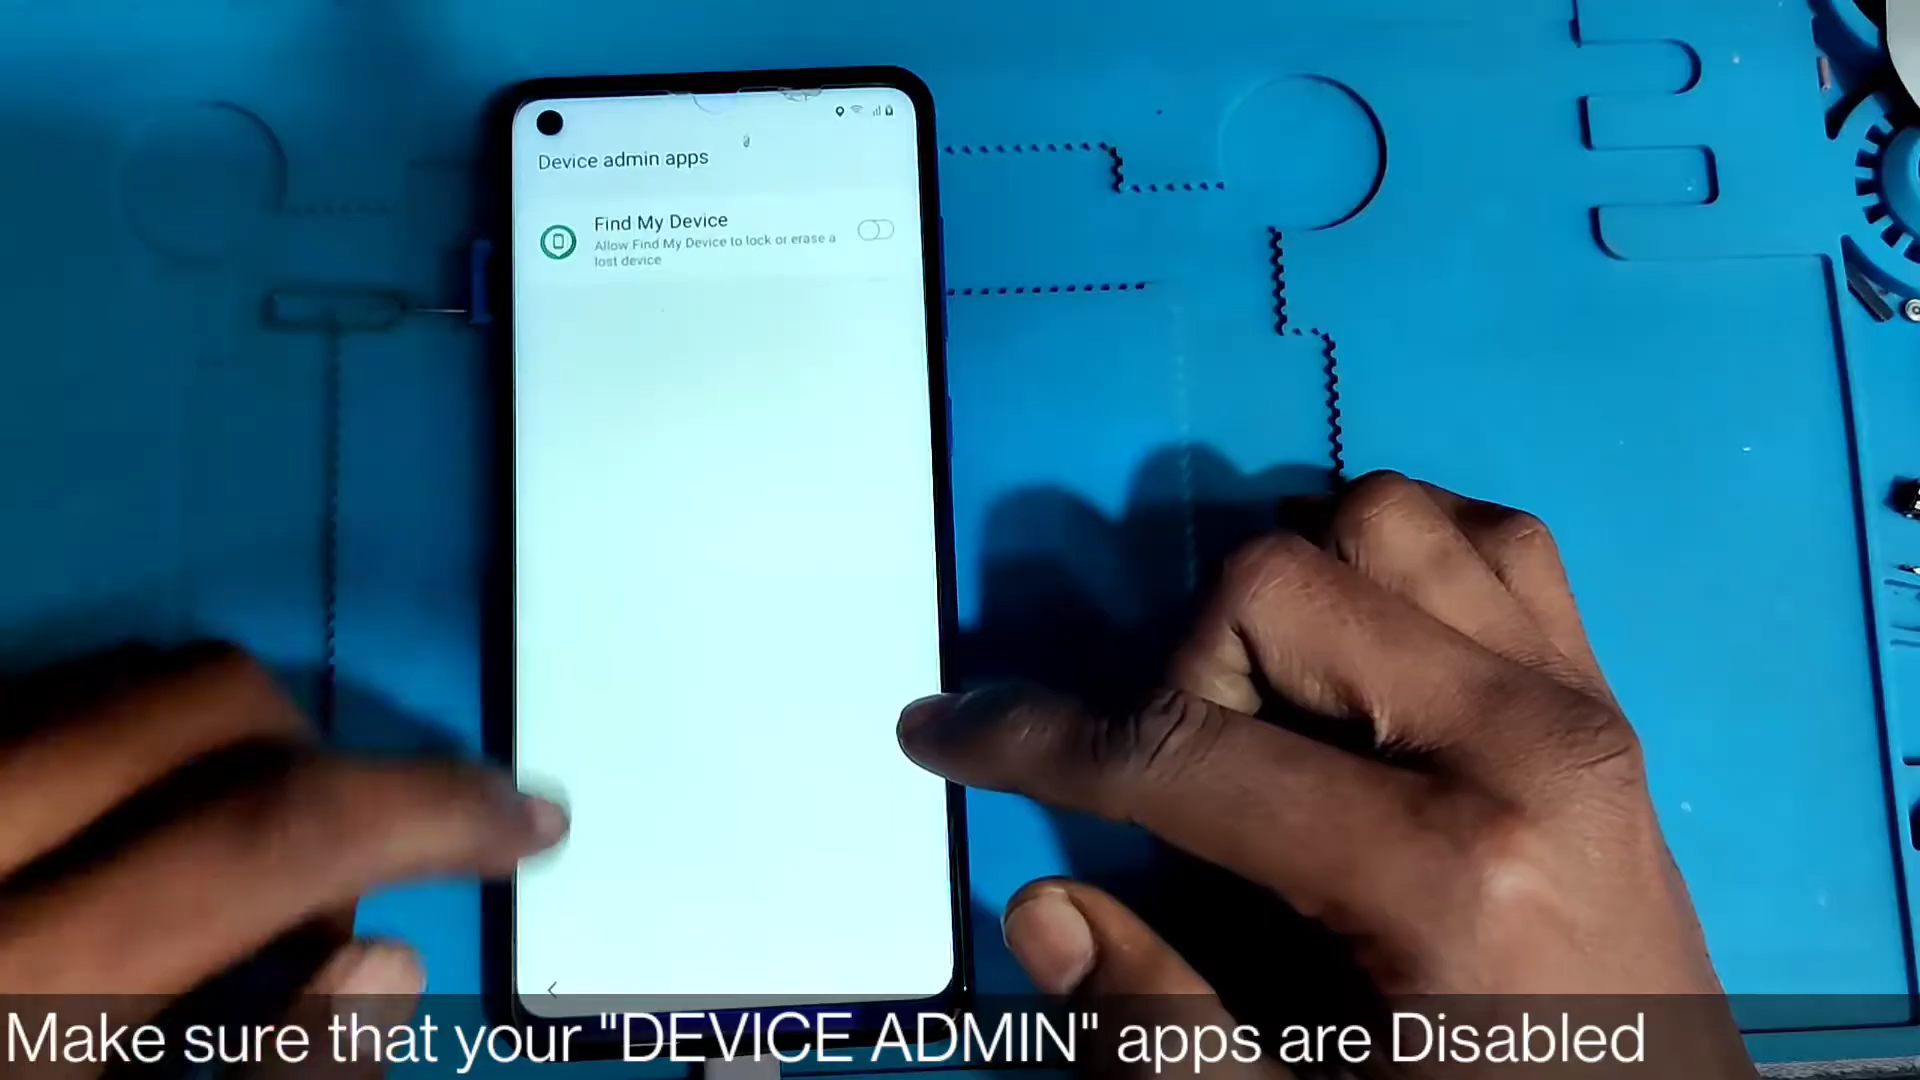 Device admin apps
Find My Device
Allow Find My Device to lock or erase a
lost device
Make sure that your "DEVICE ADMIN" apps are Disabled